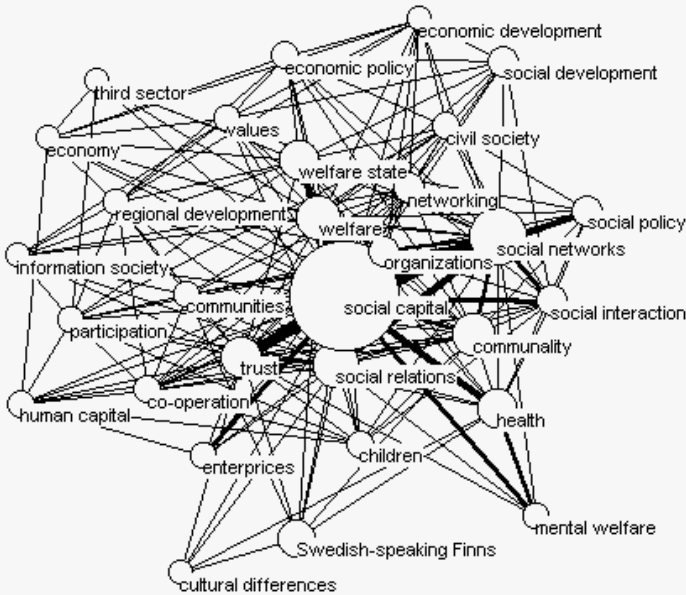 economic development
economic policy
social development
third sector
values
civil society
economy
welfare state
networking
regional development
social policy
welfare
social networks
information society
organizations
communities
social capital
social interaction
participation
communality
trust
social relations
co-operation
human capital
health
children
enterprices
mental welfare
Swedish-speaking Finns
cultural differences